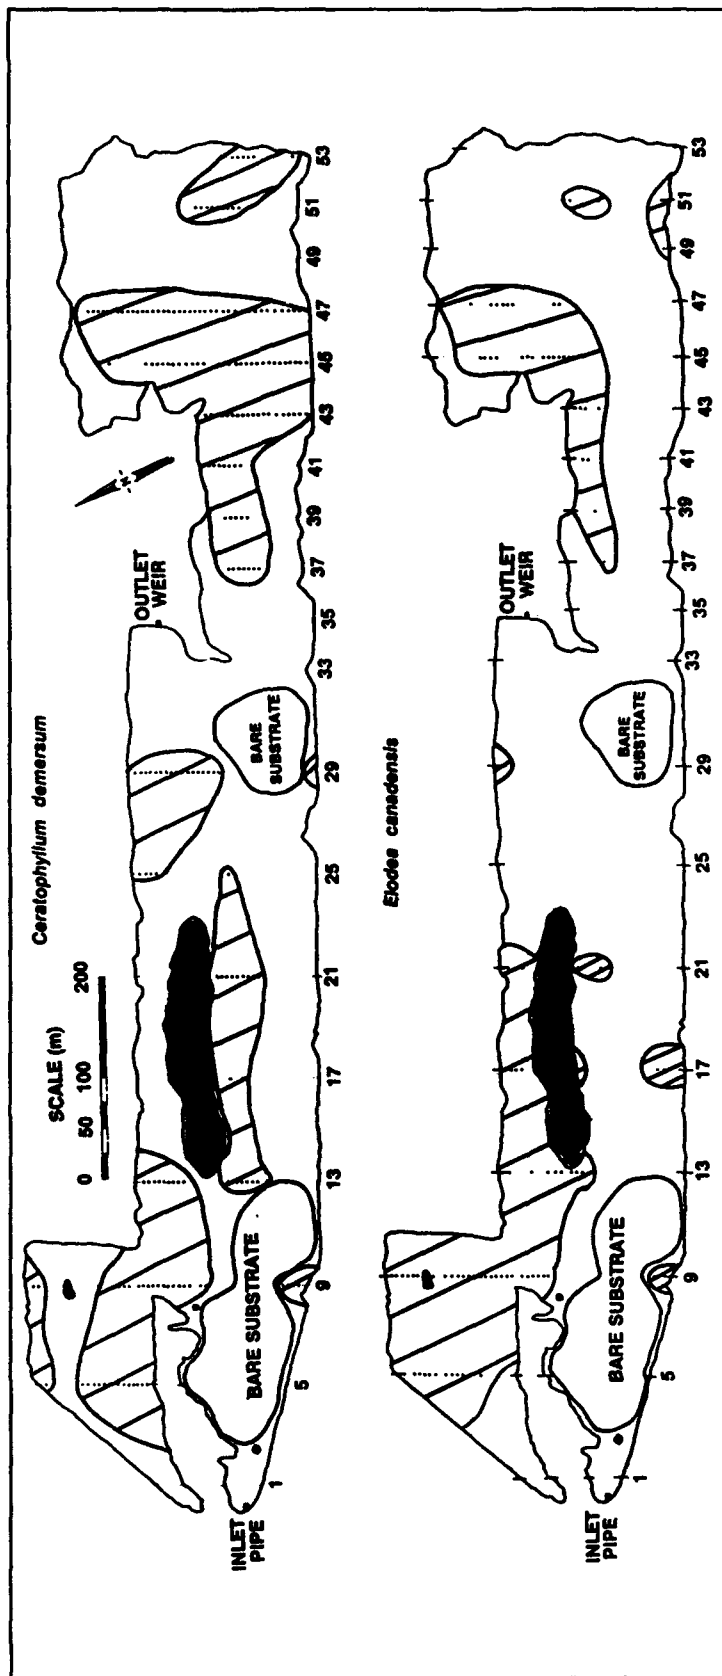 Ceratophyllum demersum
SCALE (m)
0 50 100 200
N
OUTLET
WEIR
BARE
SUBSTRATE
BARE SUBSTRATE
INLET
PIPE
1 5 9 13 17 21 25 29 33 35 37 39 41 43 45 47 49 51 53
Elodea canadensis
OUTLET
WEIR
BARE
SUBSTRATE
BARE SUBSTRATE
INLET
PIPE
1 5 9 13 17 21 25 29 33 35 37 39 41 43 45 47 49 51 53